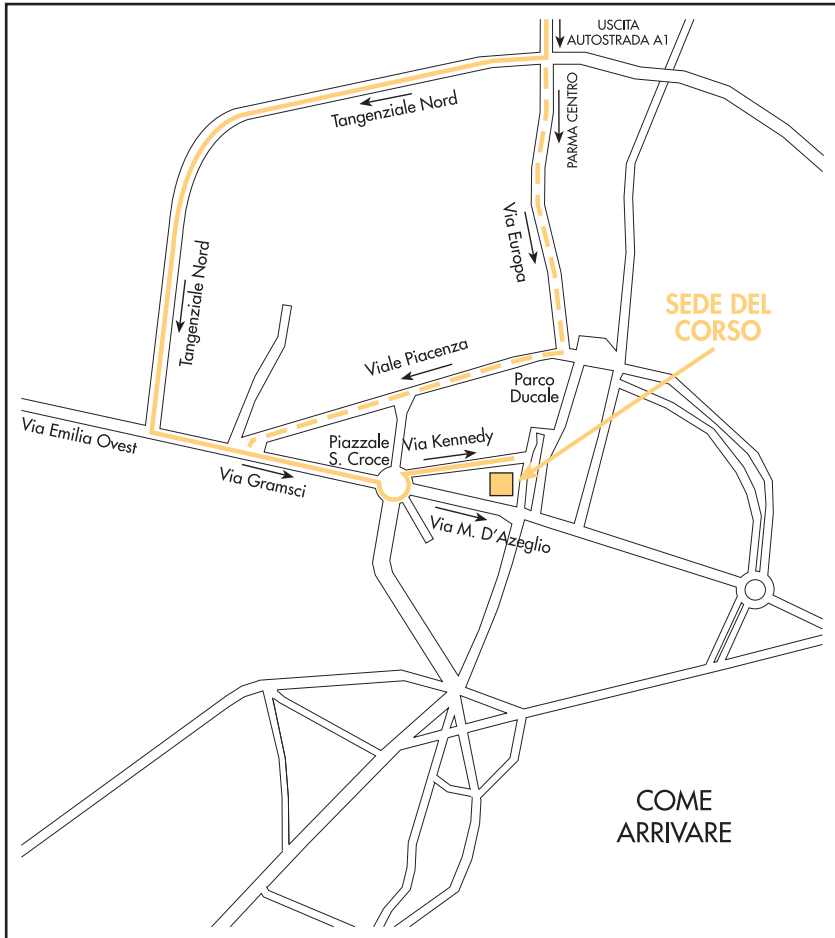 USCITA
AUTOSTRADA A1
Tangenziale Nord
PARMA CENTRO
Via Europa
Tangenziale Nord
SEDE DEL
CORSO
Viale Piacenza
Parco
Ducale
Via Emilia Ovest
Piazzale
S. Croce
Via Kennedy
Via Gramsci
Via M. D'Azeglio
COME
ARRIVARE